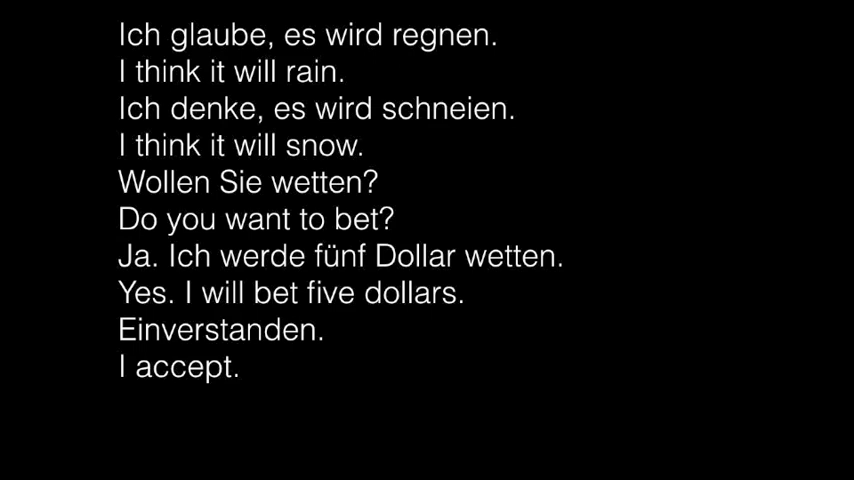 Ich glaube, es wird regnen.
I think it will rain.
Ich denke, es wird schneien.
I think it will snow.
Wollen Sie wetten?
Do you want to bet?
Ja. Ich werde fünf Dollar wetten.
Yes. I will bet five dollars.
Einverstanden.
I accept.